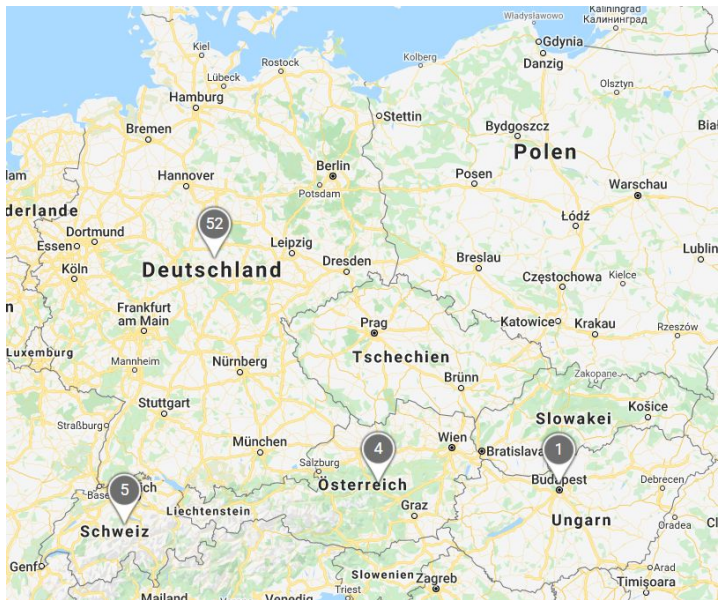 Władysławowo
Kaliningrad
Калининград
Kiel
Rostock
Kolberg
Gdynia
Danzig
Lübeck
Hamburg
Olsztyn
Stettin
Bremen
Bydgoszcz
Polen
Berlin
Hannover
Potsdam
Posen
Warschau
derlande
52
Łódź
Dortmund
Essen
Leipzig
Lublin
Köln
Deutschland
Dresden
Breslau
Częstochowa
Kielce
Frankfurt
am Main
Prag
Katowice
Krakau
Rzeszów
Luxemburg
Mannheim
Nürnberg
Tschechien
Zakopane
Brünn
Stuttgart
Slowakei
Košice
Straßburg
München
4
Wien
1
Bratislava
Salzburg
Österreich
Budapest
Debrecen
5
Liechtenstein
Graz
Schweiz
Ungarn
Oradea
Genf
Slowenien
Zagreb
Arad
Timișoara
Triest
Mailand
Venedig